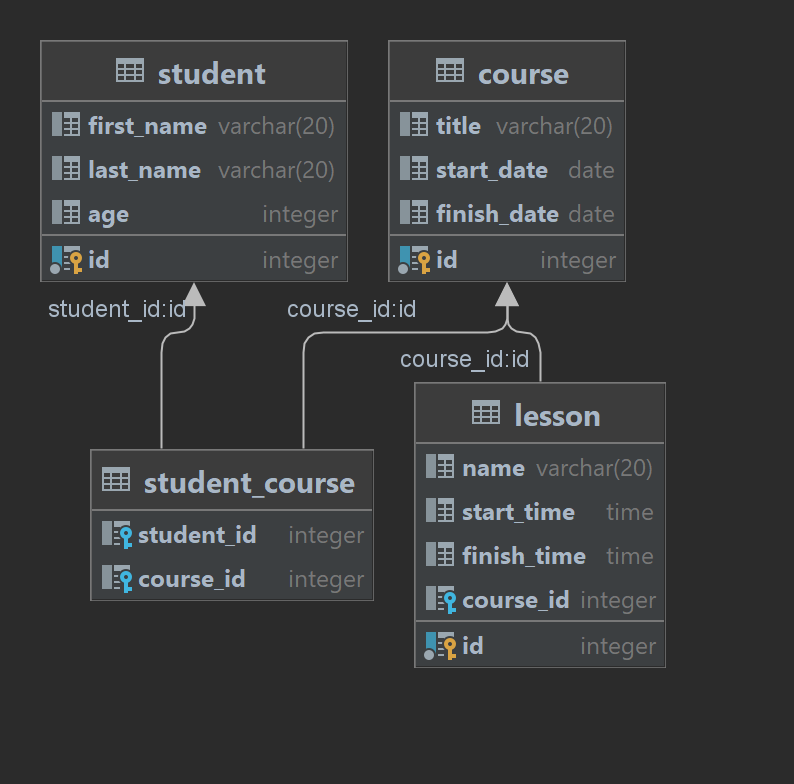 student
first_name varchar(20)
last_name varchar(20)
age integer
id integer
course
title varchar(20)
start_date date
finish_date date
id integer
student_id:id
course_id:id
course_id:id
student_course
student_id integer
course_id integer
lesson
name varchar(20)
start_time time
finish_time time
course_id integer
id integer